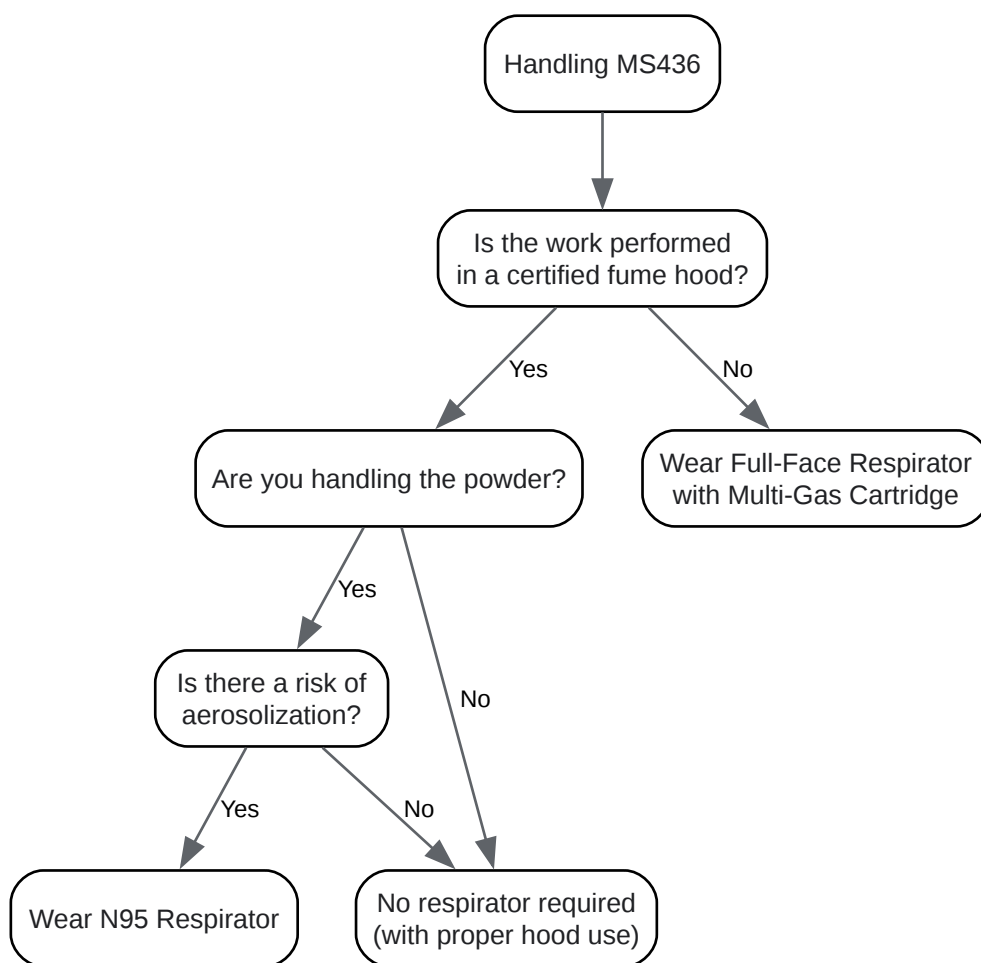 Handling MS436
Is the work performed
in a certified fume hood?
Yes
No
Are you handling the powder?
Wear Full-Face Respirator
with Multi-Gas Cartridge
Yes
Is there a risk of
aerosolization?
No
Yes
No
Wear N95 Respirator
No respirator required
(with proper hood use)